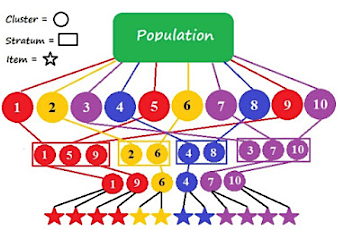 Population
Cluster =
Stratum =
Item =
1 2 3 4 5 6 7 8 9 10
1 5 9 2 6 4 8 3 7 10
1 9 6 4 7 10